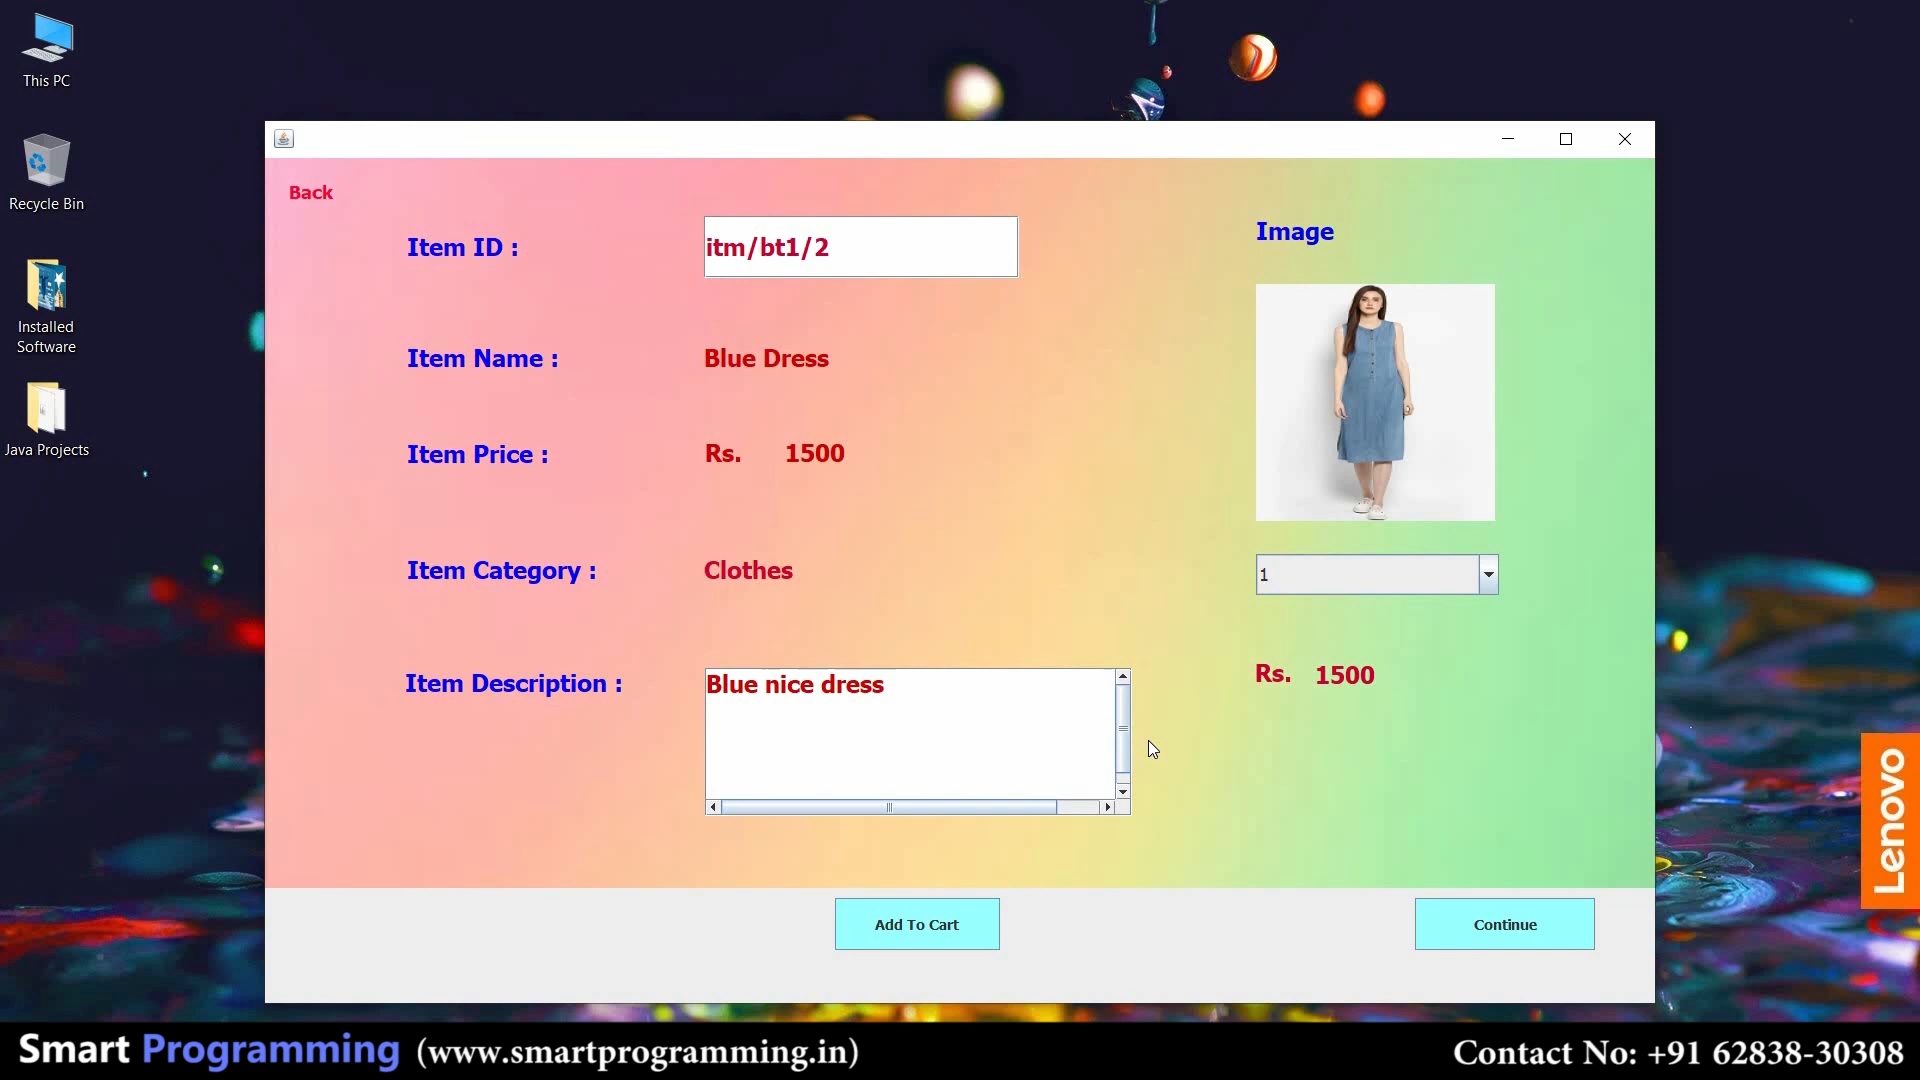 This PC
Recycle Bin
Installed
Software
Java Projects
Back
Item ID :
itm/bt1/2
Image
Item Name :
Blue Dress
Item Price :
Rs. 1500
Item Category :
Clothes
1
Item Description :
Blue nice dress
Rs. 1500
Add To Cart
Continue
Lenovo
Smart Programming (www.smartprogramming.in)
Contact No: +91 62838-30308